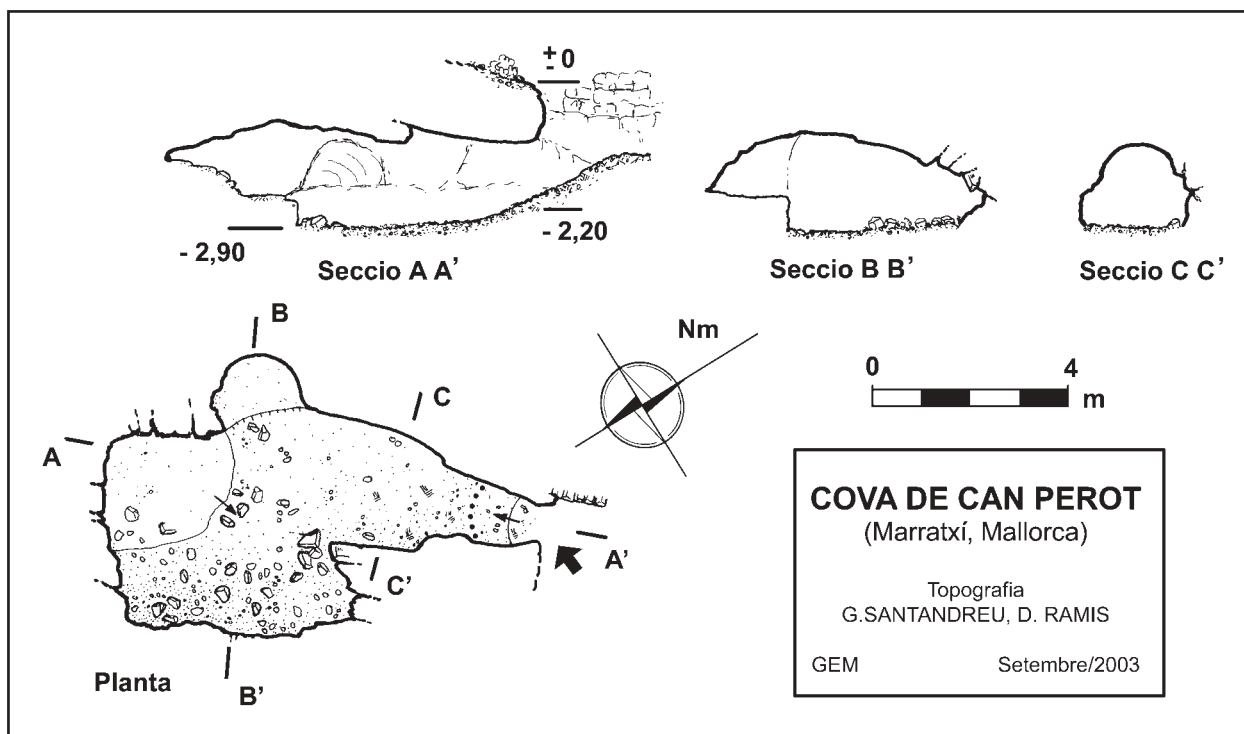 +
- 0
- 2,90
- 2,20
Seccio A A’
Seccio B B’
Seccio C C’
B
C
A
A’
C’
B’
Planta
Nm
0 4
m
COVA DE CAN PEROT
(Marratxí, Mallorca)
Topografia
G.SANTANDREU, D. RAMIS
GEM Setembre/2003